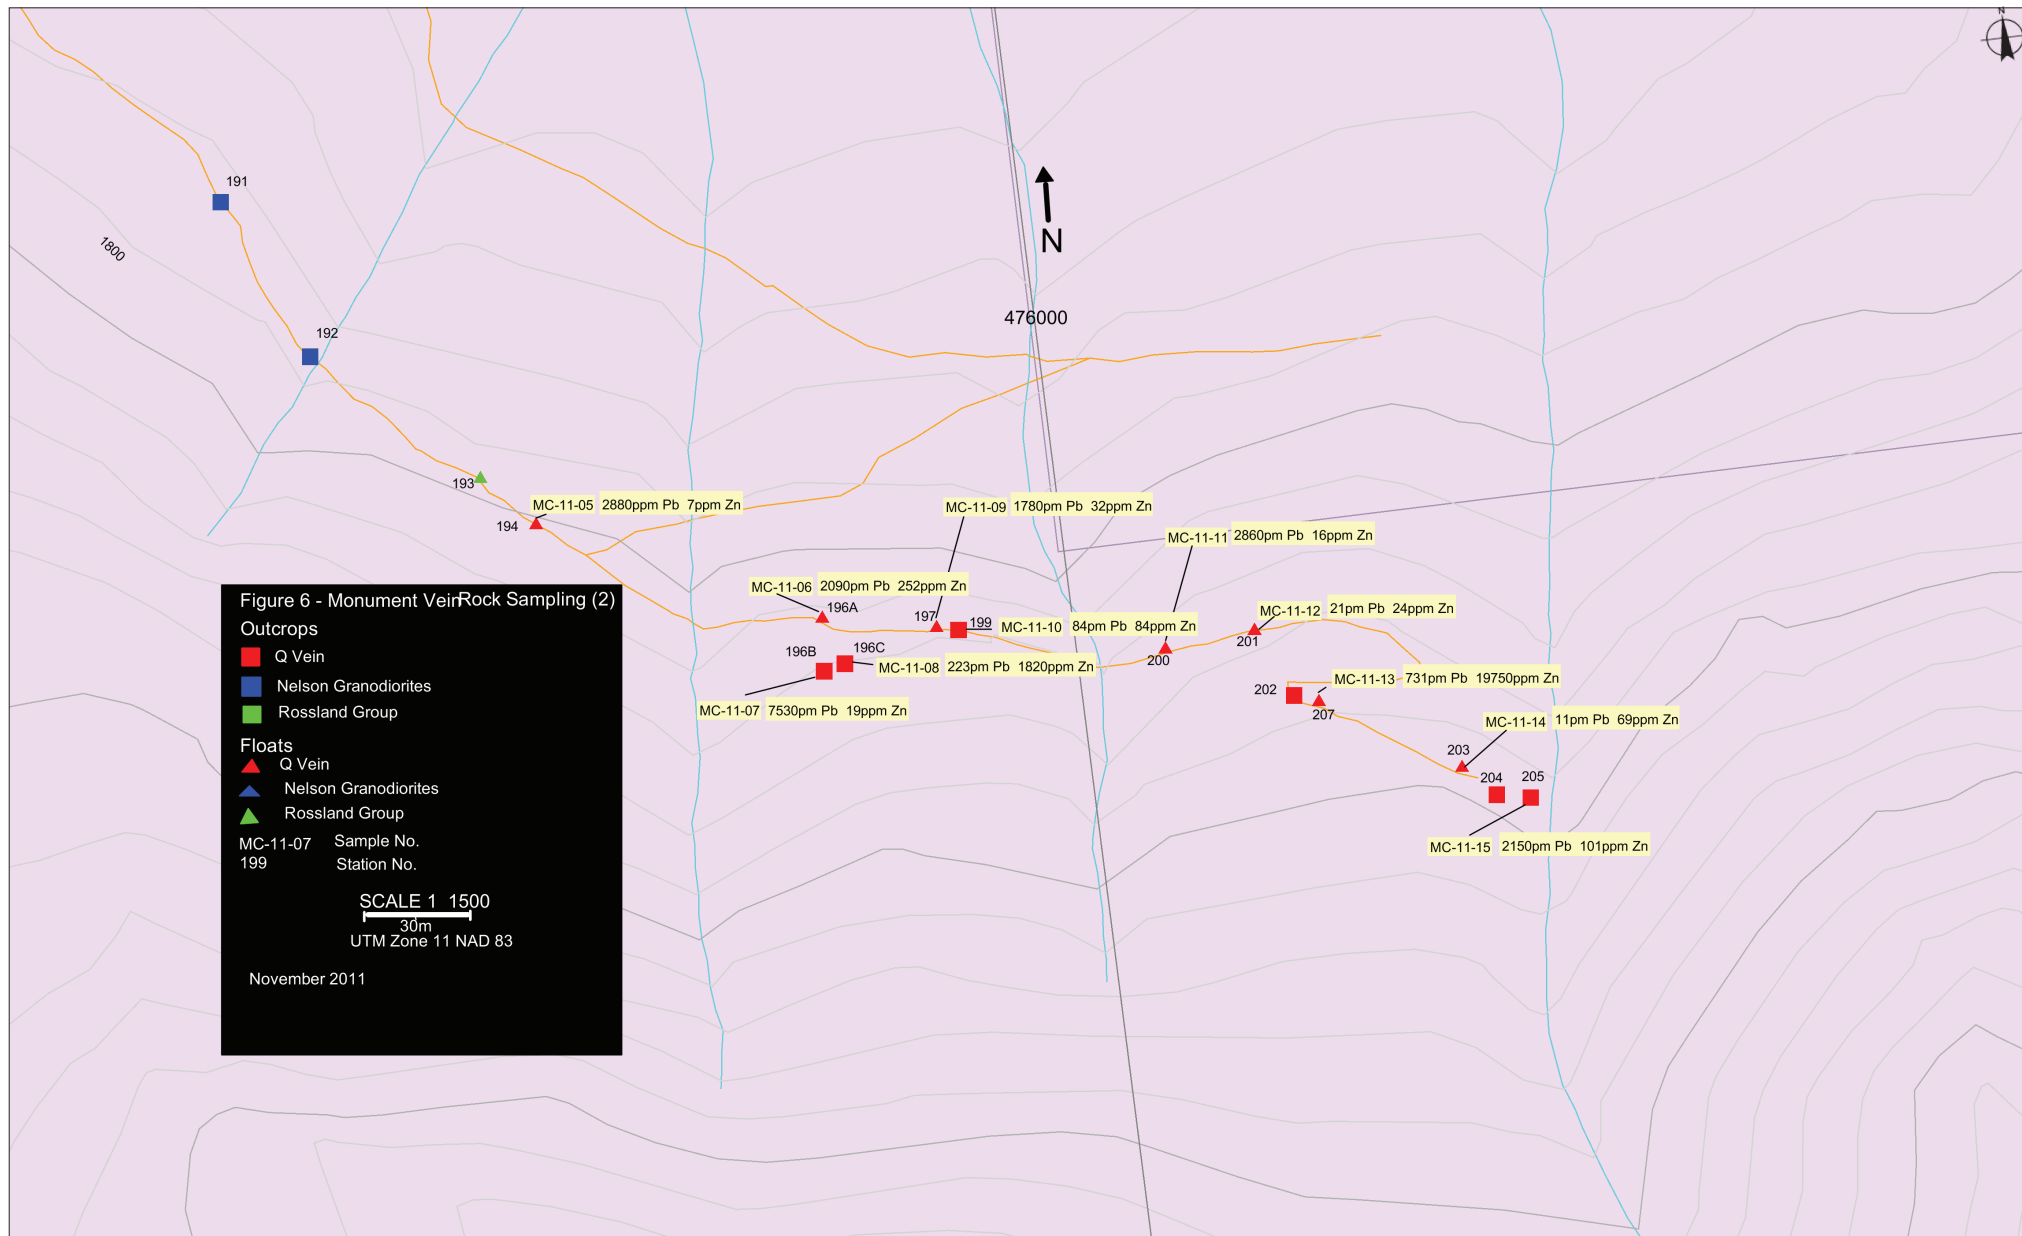 N
191
1800
N
476000
192
193
MC-11-05 2880ppm Pb 7ppm Zn
194
MC-11-09 1780pm Pb 32ppm Zn
MC-11-11 2860pm Pb 16ppm Zn
MC-11-06 2090pm Pb 252ppm Zn
196A
197
199
MC-11-10 84pm Pb 84ppm Zn
MC-11-12 21pm Pb 24ppm Zn
201
200
196B
196C
MC-11-08 223pm Pb 1820ppm Zn
MC-11-07 7530pm Pb 19ppm Zn
202
MC-11-13 731pm Pb 19750ppm Zn
207
MC-11-14 11pm Pb 69ppm Zn
203
204
205
MC-11-15 2150pm Pb 101ppm Zn
Figure 6 - Monument Vein Rock Sampling (2)
Outcrops
Q Vein
Nelson Granodiorites
Rossland Group
Floats
Q Vein
Nelson Granodiorites
Rossland Group
MC-11-07 Sample No.
199 Station No.
SCALE 1 1500
30m
UTM Zone 11 NAD 83
November 2011